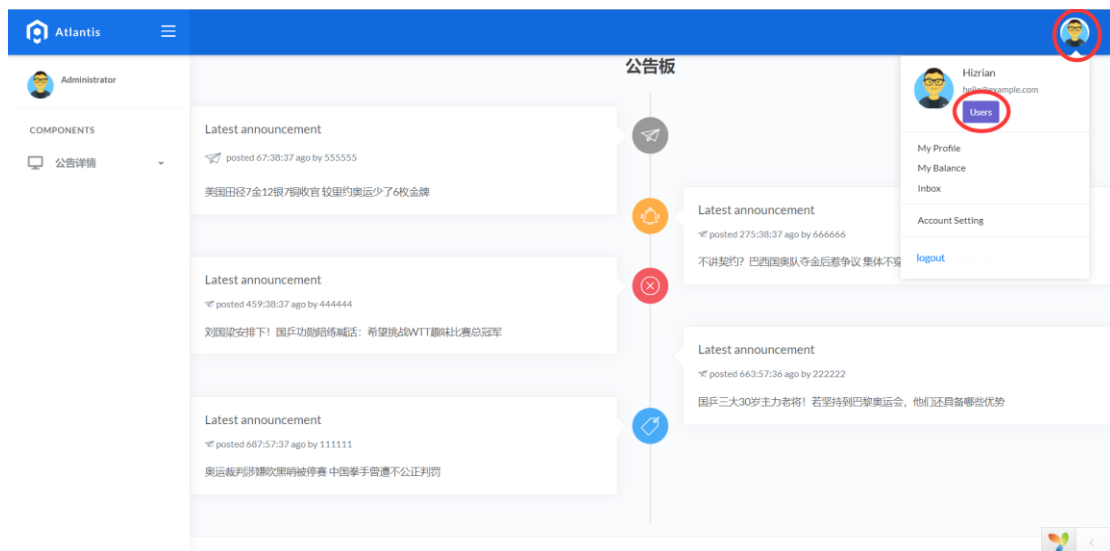 Atlantis
Administrator
COMPONENTS
公告详情
公告板
Latest announcement
posted 67:38:37 ago by 555555
美国田径7金12银7铜收官 较里约奥运少了6枚金牌
Latest announcement
posted 275:38:37 ago by 666666
不讲契约？巴西国奥队夺金后惹争议 集体不穿
Latest announcement
posted 459:38:37 ago by 444444
刘国梁安排下！国乒功勋陪练喊话：希望挑战WTT趣味比赛总冠军
Latest announcement
posted 663:57:36 ago by 222222
国乒三大30岁主力老将！若坚持到巴黎奥运会，他们还具备哪些优势
Latest announcement
posted 687:57:37 ago by 111111
奥运裁判涉嫌吹黑哨被停赛 中国拳手曾遭不公正判罚
Hizrian
hello@example.com
Users
My Profile
My Balance
Inbox
Account Setting
logout